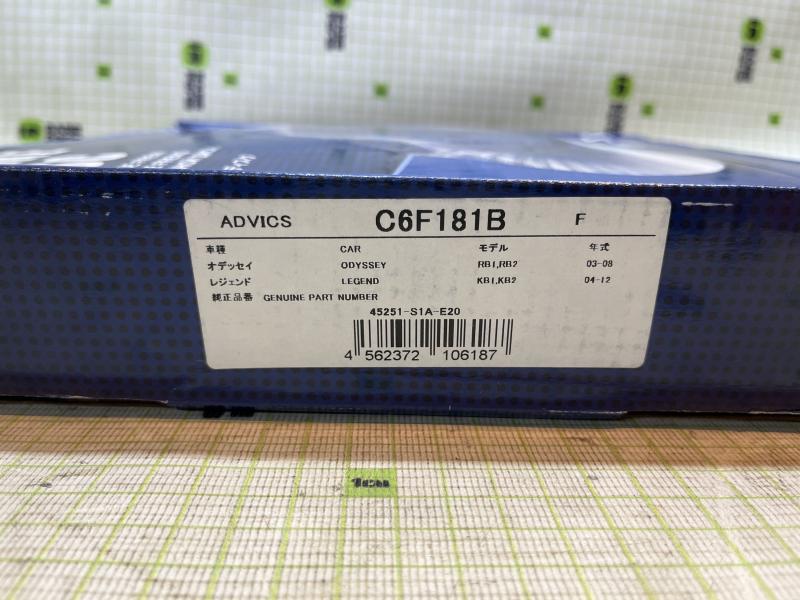 ADVICS C6F181B F
車種 CAR モデル 年式
オデッセイ ODYSSEY RB1,RB2 03-08
レジェンド LEGEND KB1,KB2 04-12
純正品番 GENUINE PART NUMBER
45251-S1A-E20
4 562372 106187